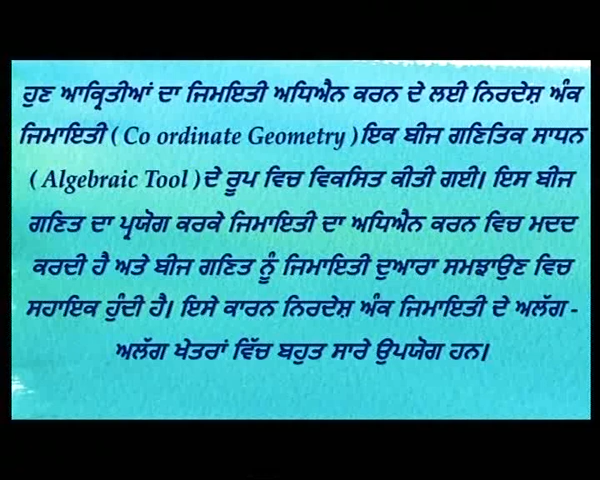 ਹੁਣ ਆਕ੍ਰਿਤੀਆਂ ਦਾ ਜਿਮਾਇਤੀ ਅਧਿਐਨ ਕਰਨ ਦੇ ਲਈ ਨਿਰਦੇਸ਼ ਅੰਕ
ਜਿਮਾਇਤੀ ( Co ordinate Geometry ) ਇਕ ਬੀਜ ਗਣਿਤਿਕ ਸਾਧਨ
( Algebraic Tool ) ਦੇ ਰੂਪ ਵਿਚ ਵਿਕਸਿਤ ਕੀਤੀ ਗਈ। ਇਸ ਬੀਜ
ਗਣਿਤ ਦਾ ਪ੍ਰਯੋਗ ਕਰਕੇ ਜਿਮਾਇਤੀ ਦਾ ਅਧਿਐਨ ਕਰਨ ਵਿਚ ਮਦਦ
ਕਰਦੀ ਹੈ ਅਤੇ ਬੀਜ ਗਣਿਤ ਨੂੰ ਜਿਮਾਇਤੀ ਦੁਆਰਾ ਸਮਝਾਉਣ ਵਿਚ
ਸਹਾਇਕ ਹੁੰਦੀ ਹੈ। ਇਸੇ ਕਾਰਨ ਨਿਰਦੇਸ਼ ਅੰਕ ਜਿਮਾਇਤੀ ਦੇ ਅਲੱਗ -
ਅਲੱਗ ਖੇਤਰਾਂ ਵਿੱਚ ਬਹੁਤ ਸਾਰੇ ਉਪਯੋਗ ਹਨ।